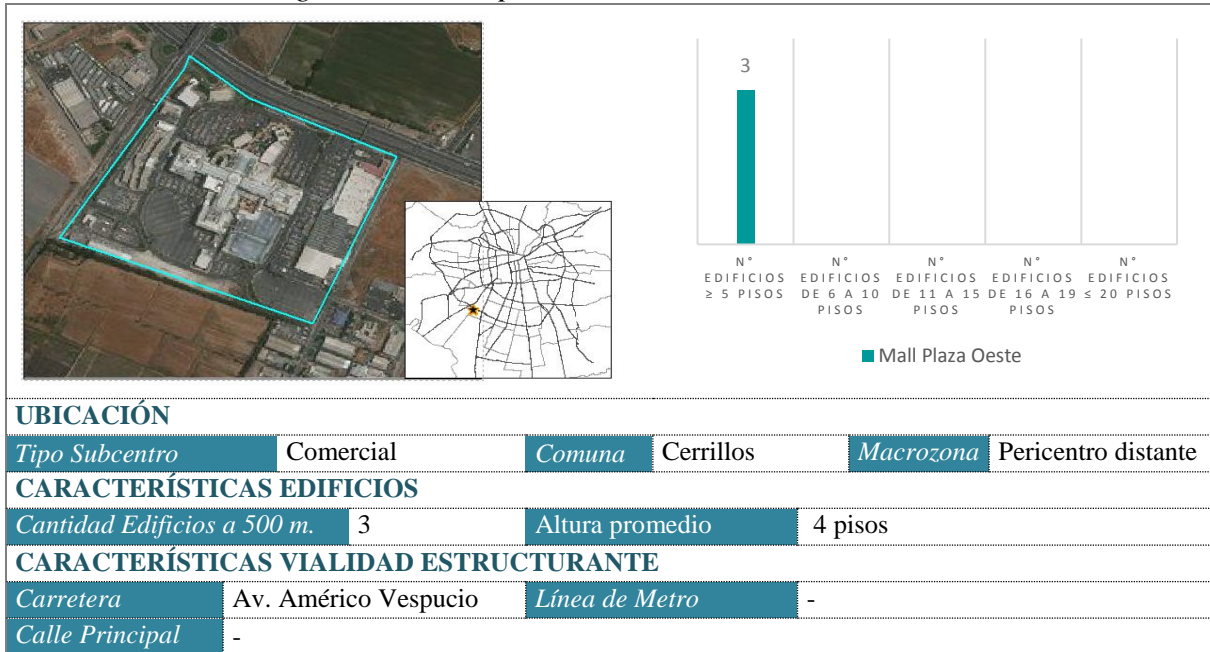 3
N°
EDIFICIOS
≥ 5 PISOS
N°
EDIFICIOS
DE 6 A 10
PISOS
N°
EDIFICIOS
DE 11 A 15
PISOS
N°
EDIFICIOS
DE 16 A 19
PISOS
N°
EDIFICIOS
≤ 20 PISOS
Mall Plaza Oeste
UBICACIÓN
Tipo Subcentro Comercial Comuna Cerrillos Macrozona Pericentro distante
CARACTERÍSTICAS EDIFICIOS
Cantidad Edificios a 500 m. 3 Altura promedio 4 pisos
CARACTERÍSTICAS VIALIDAD ESTRUCTURANTE
Carretera Av. Américo Vespucio Línea de Metro -
Calle Principal -